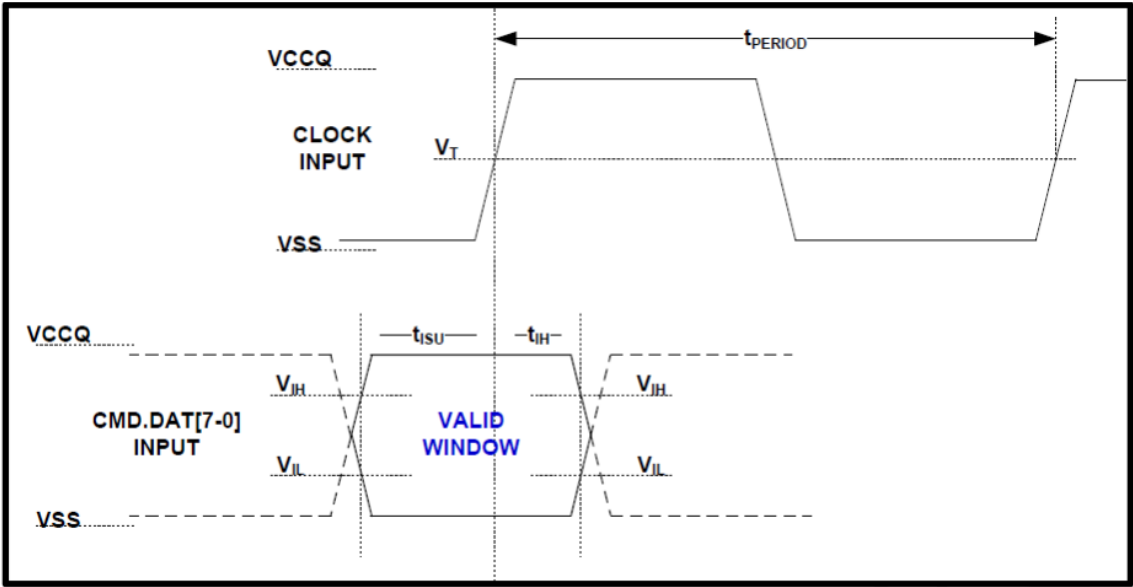 tPERIOD
VCCQ
CLOCK
INPUT
VT
VSS
VCCQ
tISU
tIH
VIH
VIH
CMD.DAT[7-0]
INPUT
VALID
WINDOW
VIL
VIL
VSS